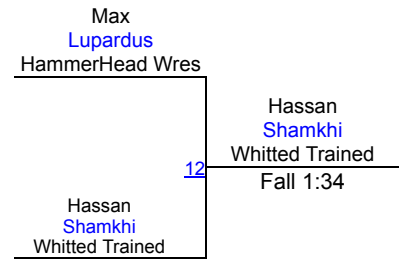 Max
Lupardus
HammerHead Wres
Hassan
Shamkhi
Whitted Trained
12
Fall 1:34
Hassan
Shamkhi
Whitted Trained